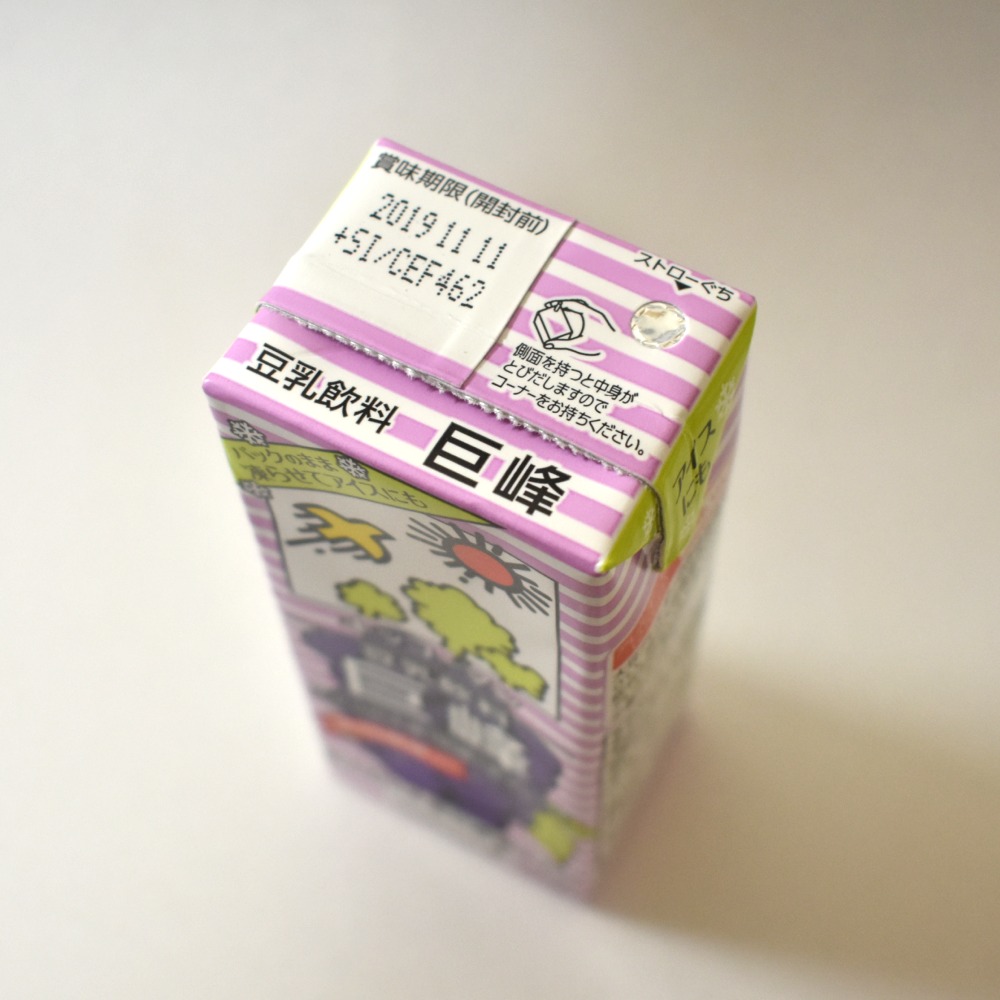 賞味期限(開封前)
2019 11 11
+SI/CEF462
ストローぐち
側面を持つと中身が
とびだしますので
コーナーをお持ちください。
豆乳飲料 巨峰
パックのまま
凍らせてアイスにも
アイス
にも
巨峰